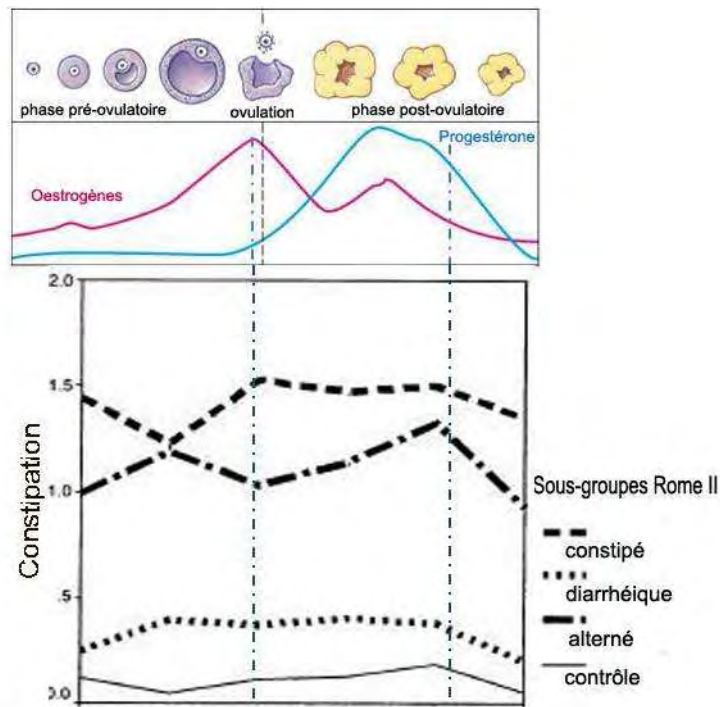 phase pré-ovulatoire
ovulation
phase post-ovulatoire
Progestérone
Oestrogènes
2.0
1.5
1.0
.5
0.0
Constipation
Sous-groupes Rome II
constipé
diarrhéique
alterné
contrôle